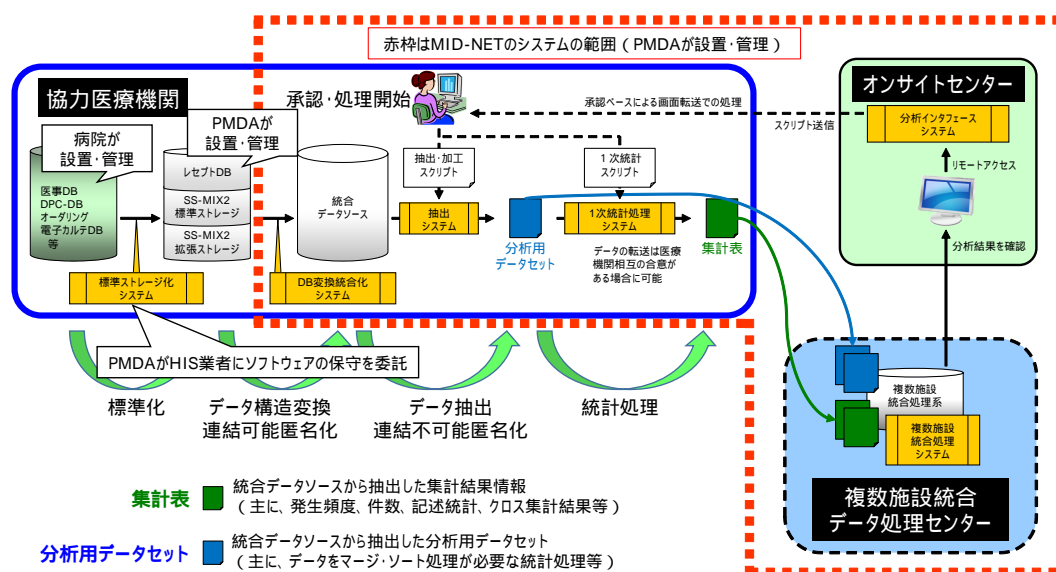 赤枠はMID-NETのシステムの範囲(PMDAが設置・管理)
協力医療機関
承認・処理開始
オンサイトセンター
承認ベースによる画面転送での処理
スクリプト送信
分析インタフェース
システム
病院が
設置・管理
PMDAが
設置・管理
リモートアクセス
分析結果を確認
医事DB
DPC-DB
オーダリング
電子カルテDB
等
レセプトDB
SS-MIX2
標準ストレージ
SS-MIX2
拡張ストレージ
統合
データソース
抽出・加工
スクリプト
1次統計
スクリプト
抽出
システム
分析用
データセット
1次統計処理
システム
集計表
データの転送は医療
機関相互の合意が
ある場合に可能
標準ストレージ化
システム
DB変換統合化
システム
PMDAがHIS業者にソフトウェアの保守を委託
標準化
データ構造変換
連結可能匿名化
データ抽出
連結不可能匿名化
統計処理
複数施設
統合処理系
複数施設
統合処理
システム
複数施設統合
データ処理センター
集計表
統合データソースから抽出した集計結果情報
(主に、発生頻度、件数、記述統計、クロス集計結果等)
分析用データセット
統合データソースから抽出した分析用データセット
(主に、データをマージ・ソート処理が必要な統計処理等)